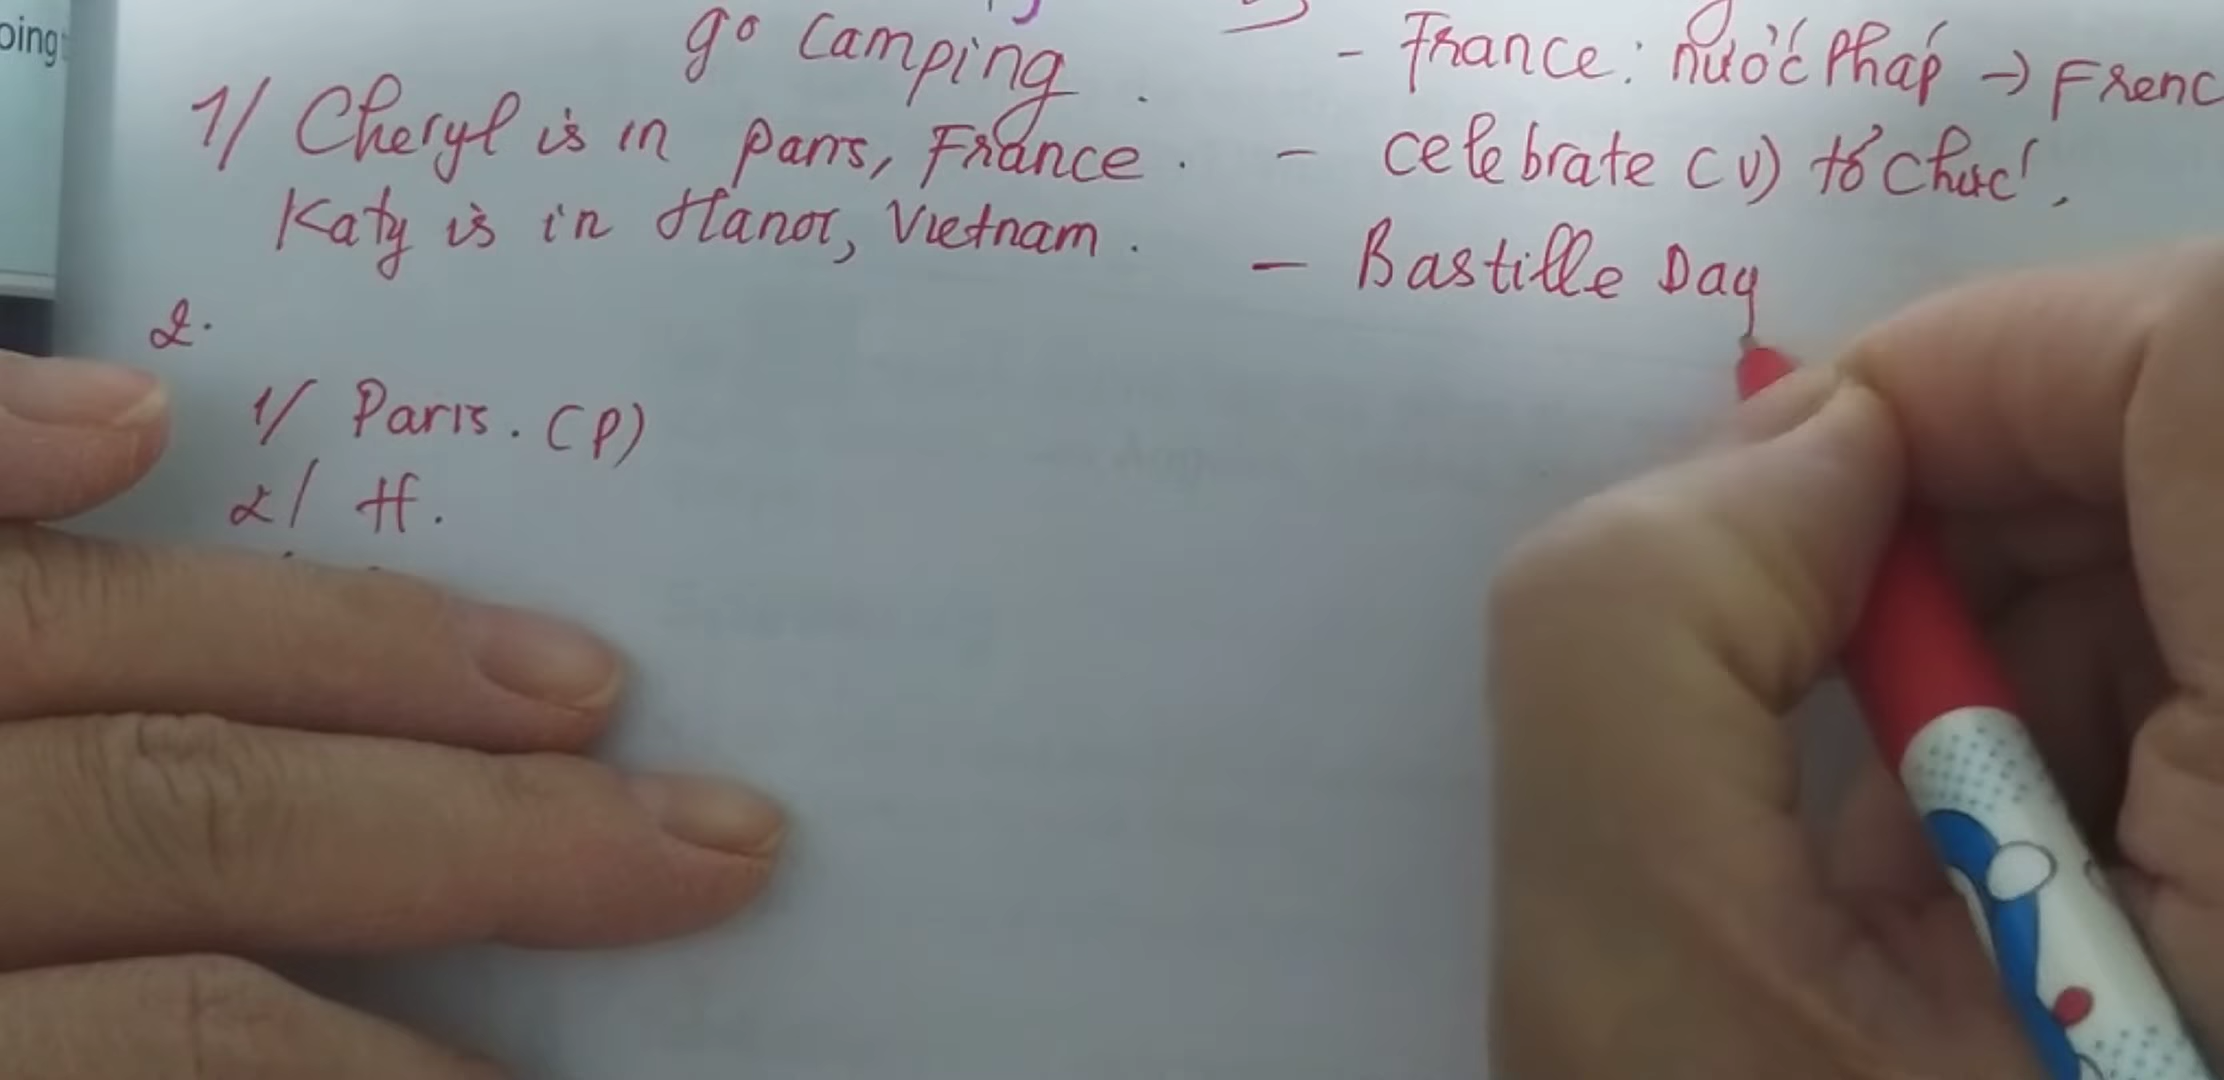 go camping.
1/ Cheryl is in Paris, France.
Katy is in Hanoi, Vietnam.
2.
1/ Paris. (P)
2/ H.
- France: nước Pháp → Frenc
- celebrate (v) tổ chức.
- Bastille Day